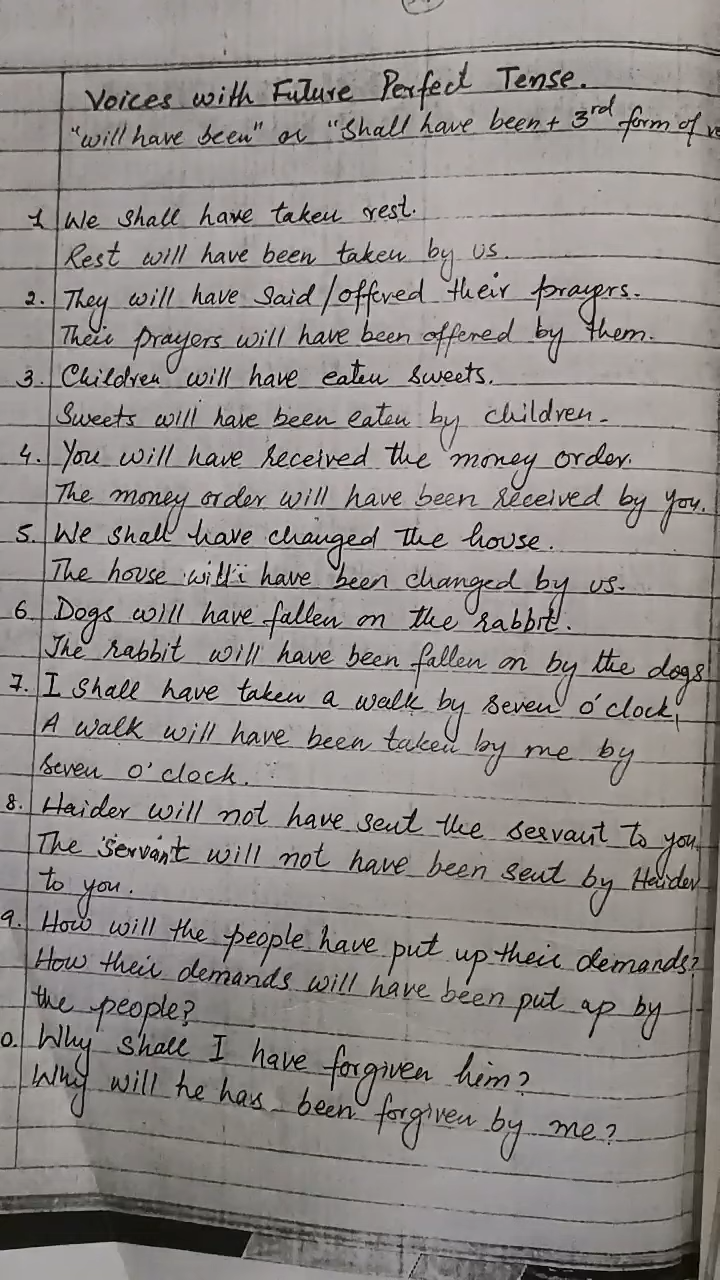 Voices with Future Perfect Tense.
"will have been" or "Shall have been + 3rd form of
1 We shall have taken rest.
Rest will have been taken by us.
2. They will have said/offered their prayers.
Their prayers will have been offered by them.
3. Children will have eaten sweets.
Sweets will have been eaten by children.
4. You will have received the money order.
The money order will have been received by you.
5. We shall have changed the house.
The house will have been changed by us.
6. Dogs will have fallen on the rabbit.
The rabbit will have been fallen on by the dogs
7. I shall have taken a walk by seven o'clock,
A walk will have been taken by me by
seven o'clock.
8. Haider will not have sent the servant to you
The servant will not have been sent by Haider
to you.
9. How will the people have put up their demands?
How their demands will have been put up by
the people?
0. Why shall I have forgiven him?
Why will he has been forgiven by me?